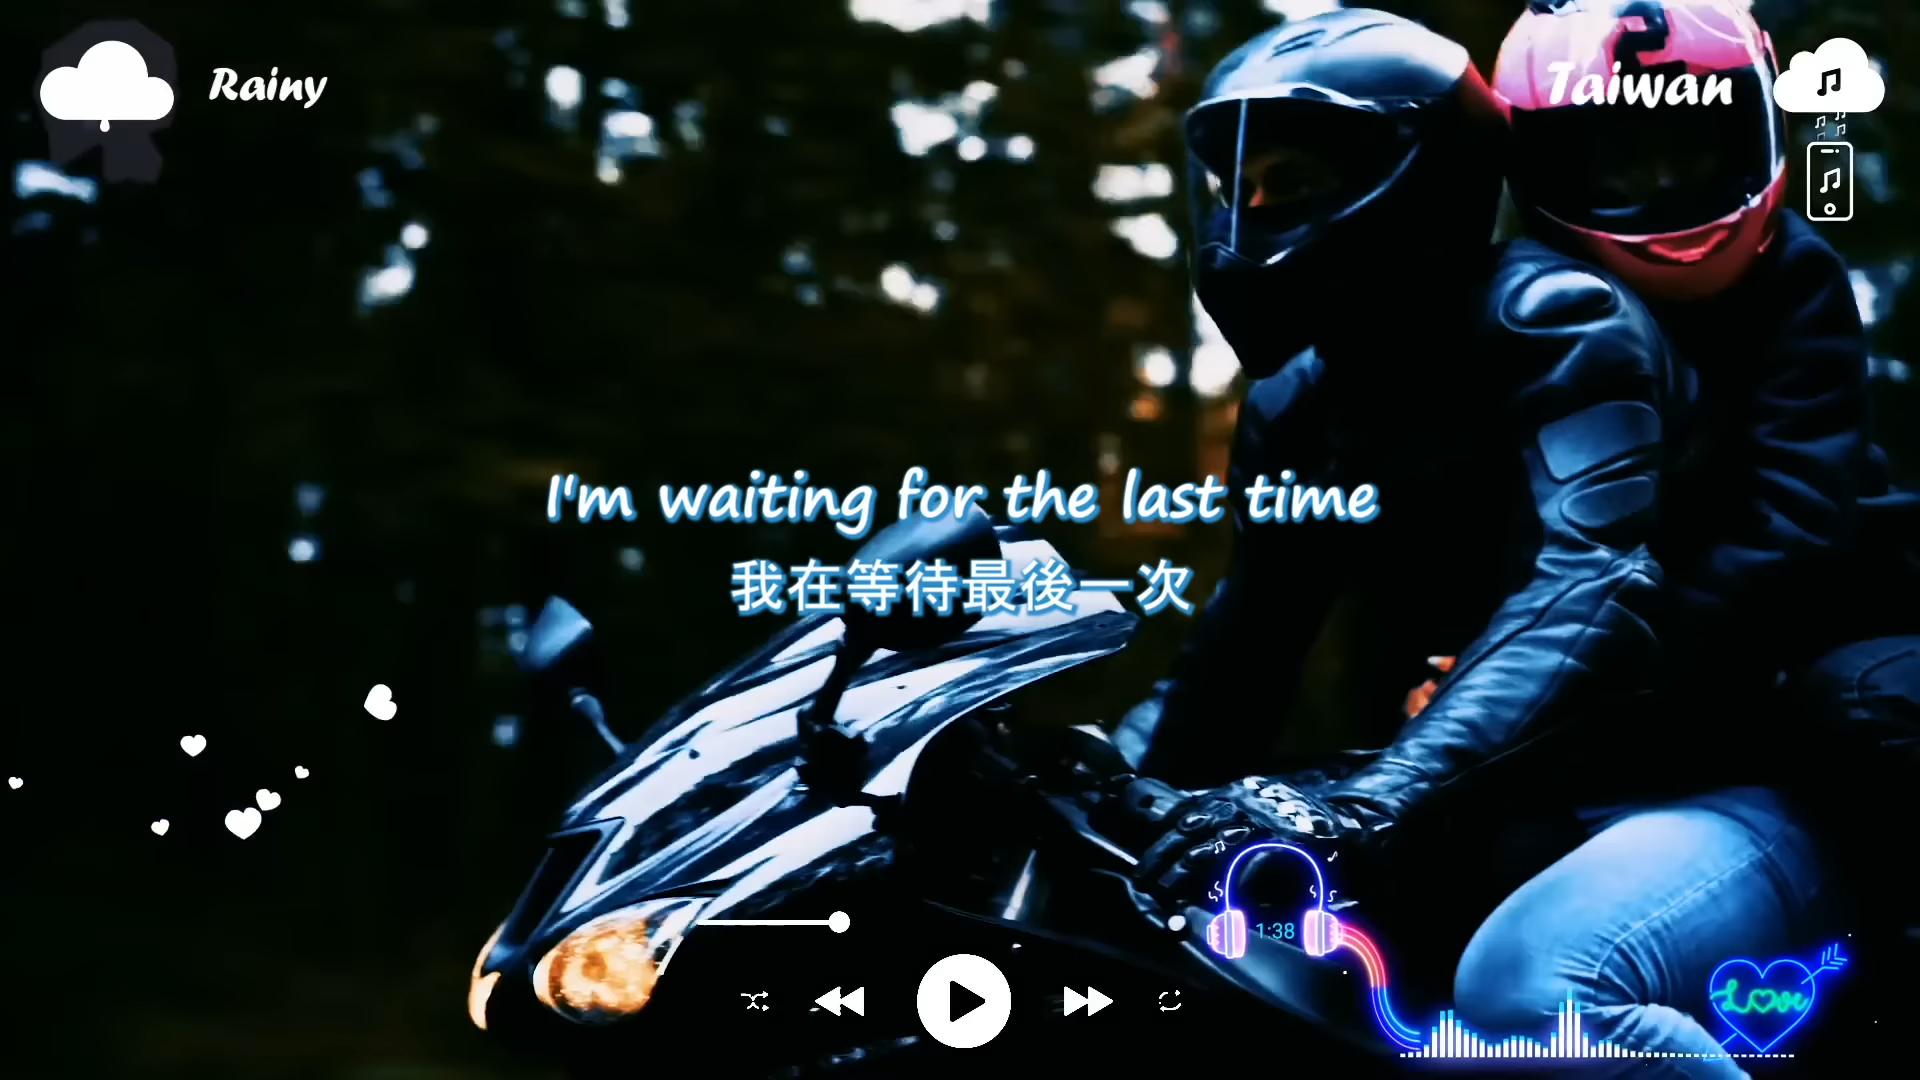 Rainy
Taiwan
I'm waiting for the last time
我在等待最後一次
1:38
Love